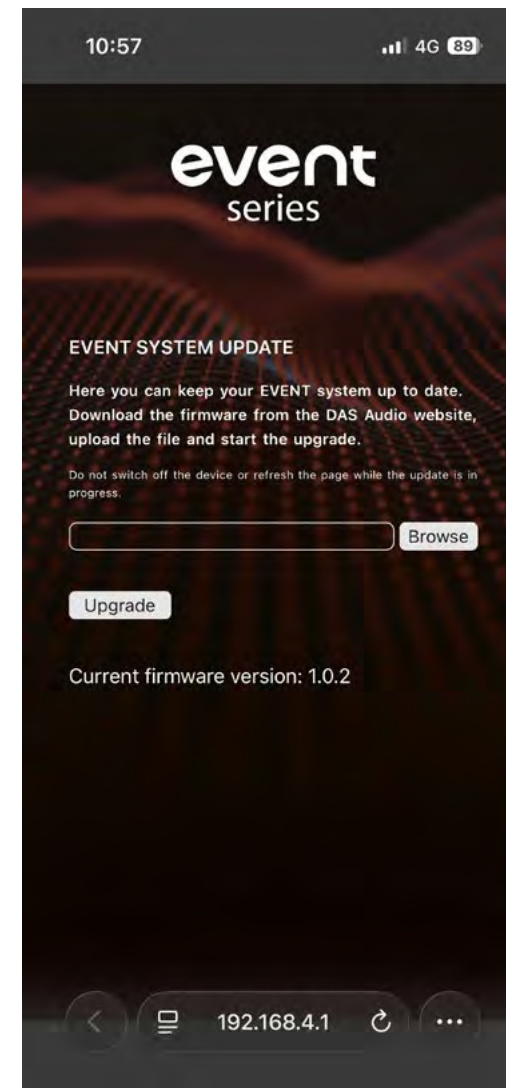 10:57
4G 89
event
series
EVENT SYSTEM UPDATE
Here you can keep your EVENT system up to date.
Download the firmware from the DAS Audio website,
upload the file and start the upgrade.
Do not switch off the device or refresh the page while the update is in
progress.
Browse
Upgrade
Current firmware version: 1.0.2
192.168.4.1